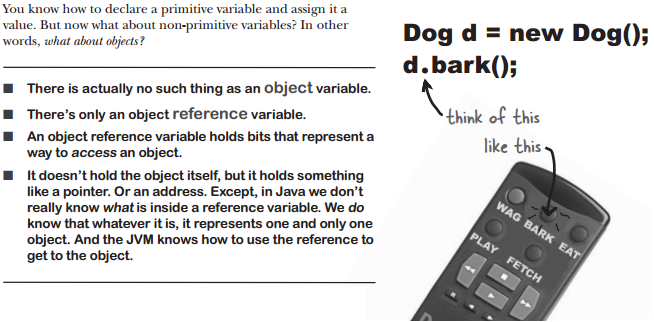 You know how to declare a primitive variable and assign it a
value. But now what about non-primitive variables? In other
words, what about objects?
There is actually no such thing as an object variable.
There's only an object reference variable.
An object reference variable holds bits that represent a
way to access an object.
It doesn't hold the object itself, but it holds something
like a pointer. Or an address. Except, in Java we don't
really know what is inside a reference variable. We do
know that whatever it is, it represents one and only one
object. And the JVM knows how to use the reference to
get to the object.
Dog d = new Dog();
d.bark();
think of this
like this
WAG BARK EAT
PLAY FETCH